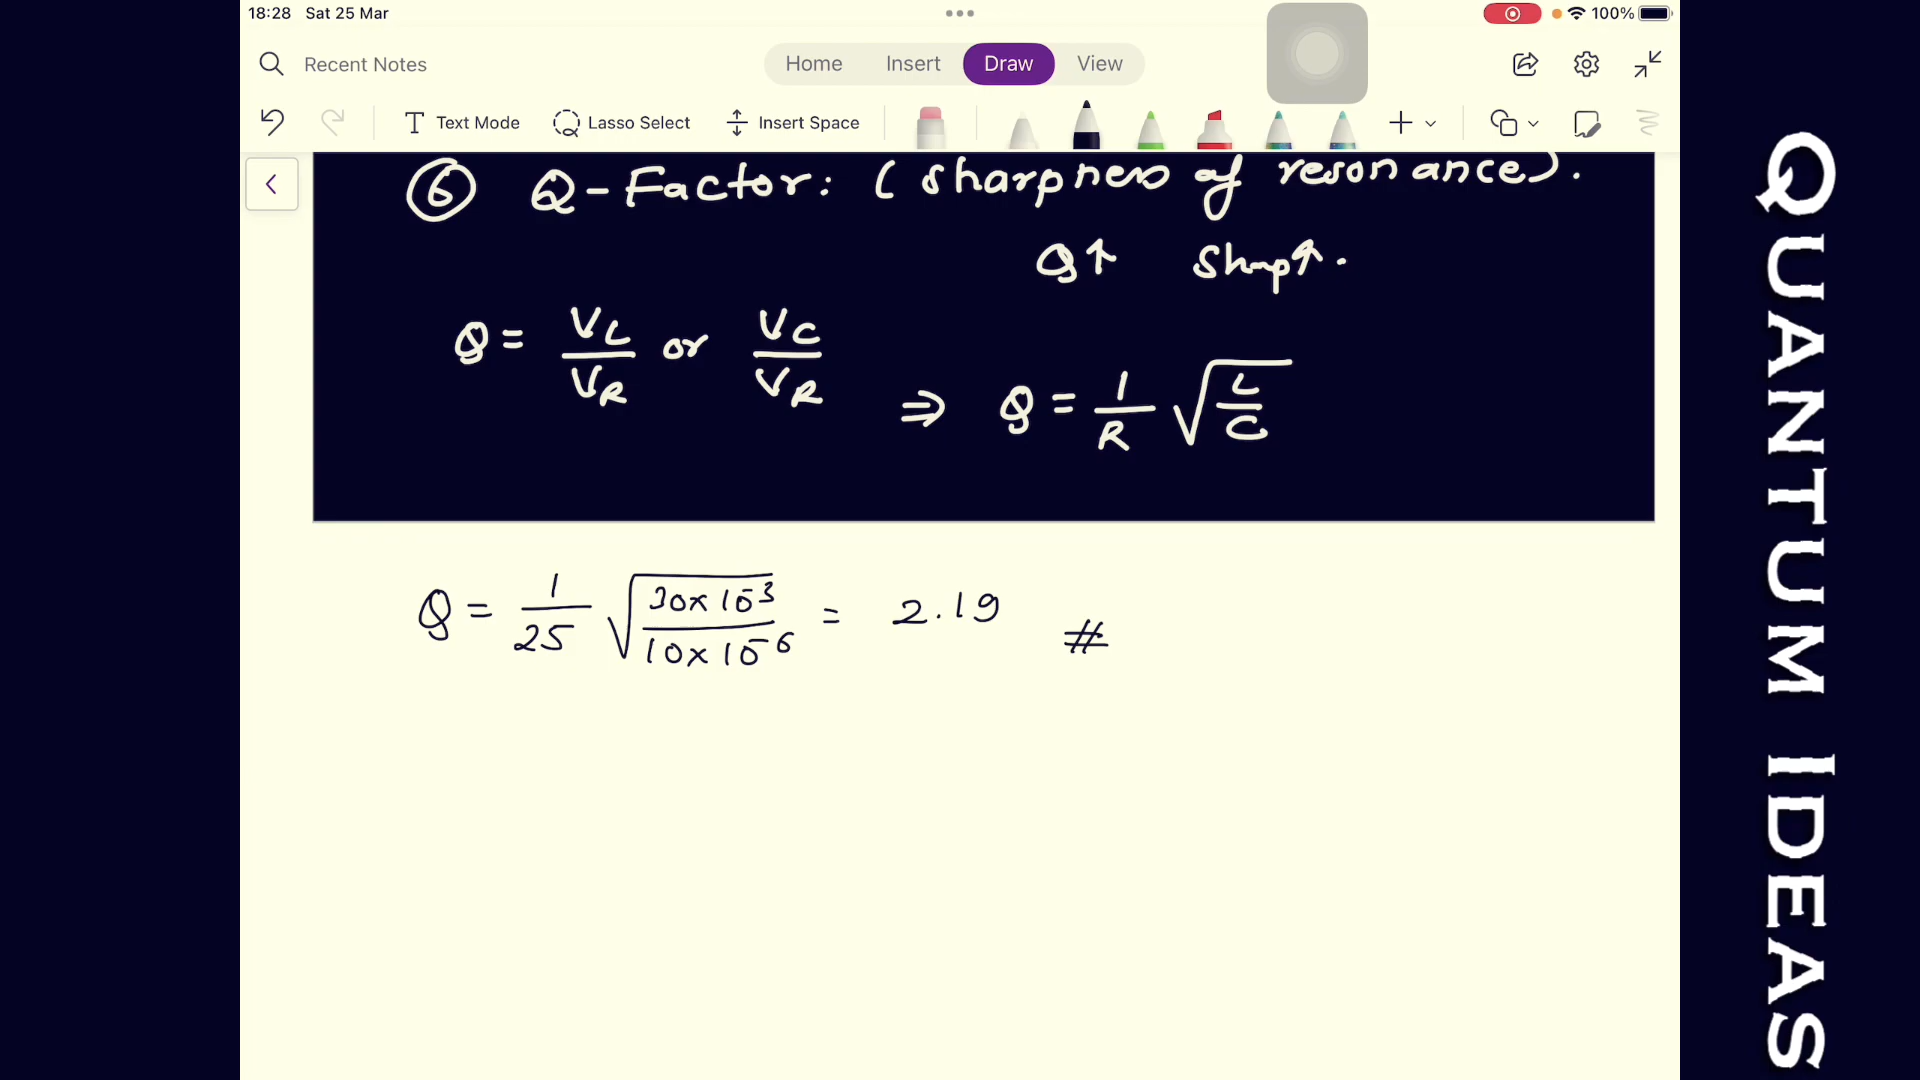 18:28 Sat 25 Mar 100%
Recent Notes Home Insert Draw View
Text Mode Lasso Select Insert Space
⑥ Q-Factor: (sharpness of resonance).
Q↑ Sharp↑.
Q = VL/VR or VC/VR
⇒ Q = 1/R √(L/C)
Q = 1/25 √(30×10⁻³/10×10⁻⁶) = 2.19 #
QUANTUM IDEAS